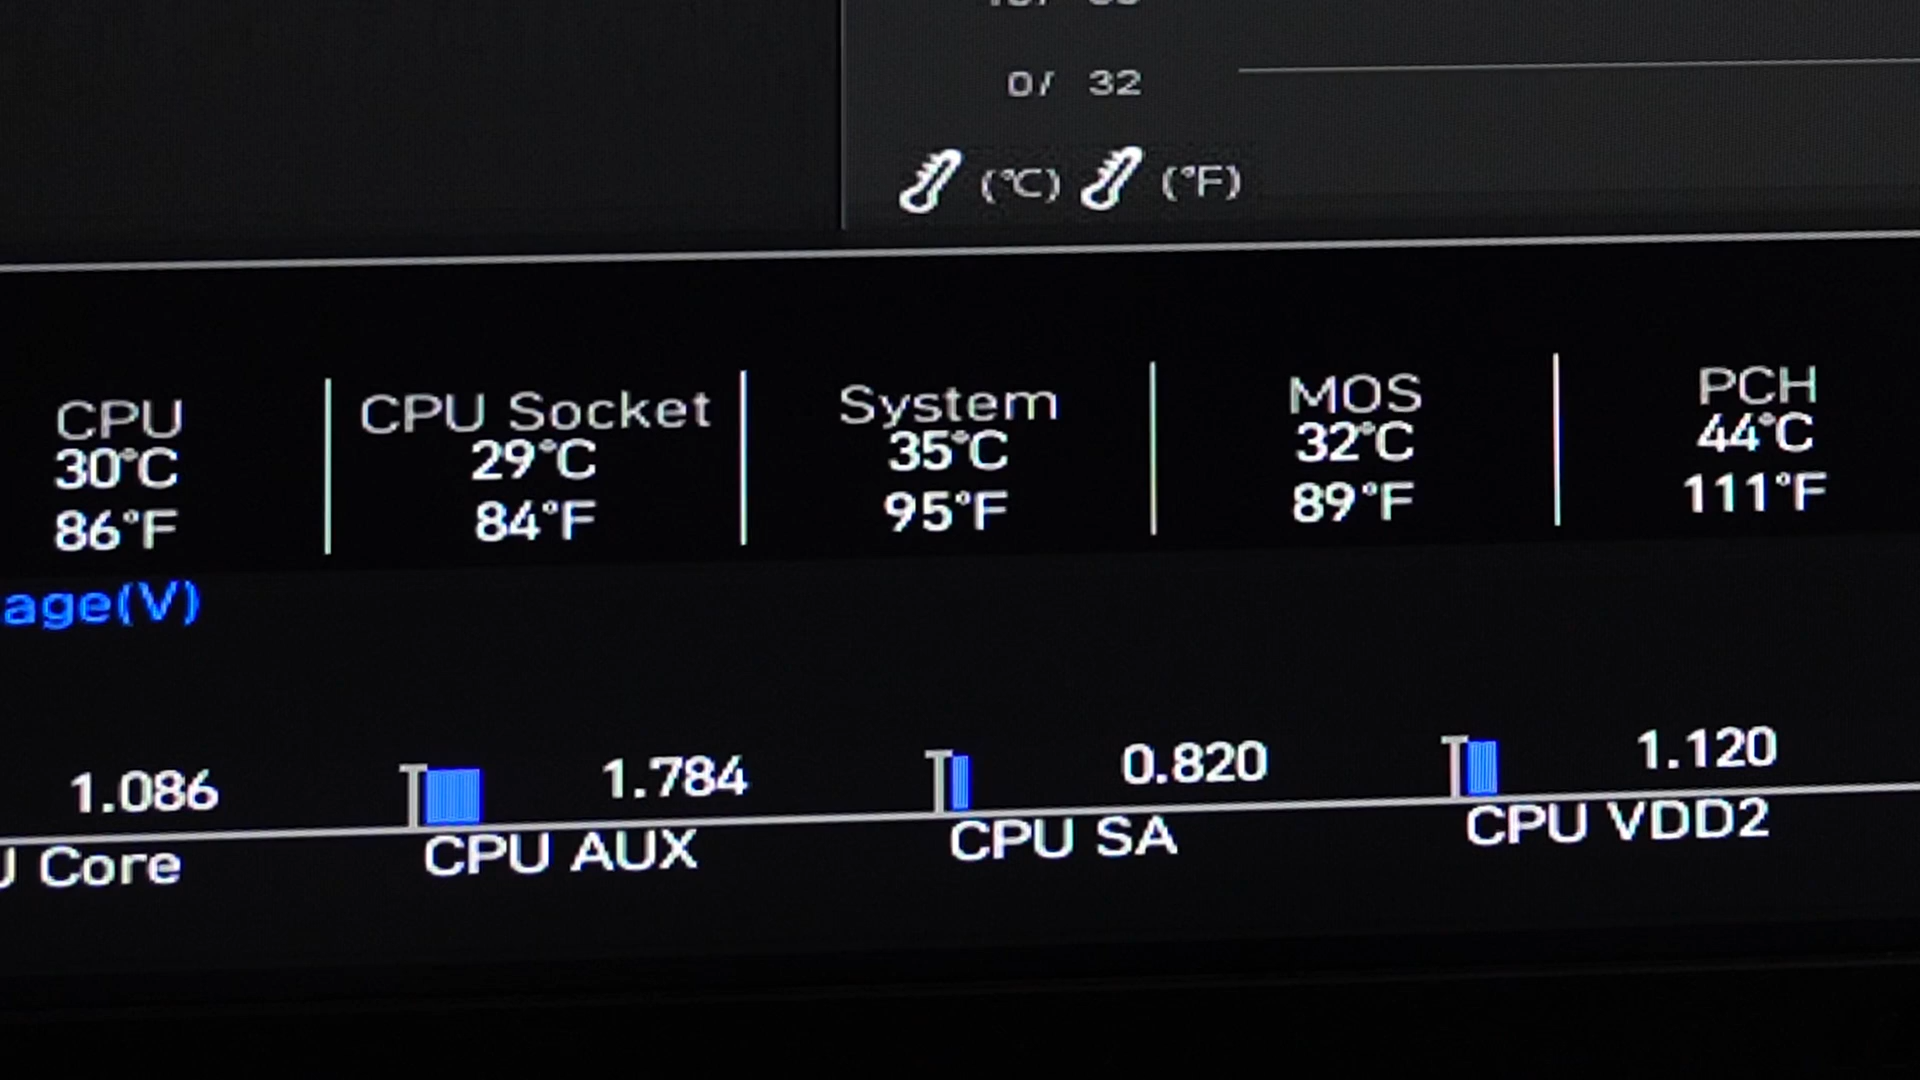 0/ 32
(°C) (°F)
CPU CPU Socket System MOS PCH
30°C 29°C 35°C 32°C 44°C
86°F 84°F 95°F 89°F 111°F
age(V)
1.086 1.784 0.820 1.120
Core CPU AUX CPU SA CPU VDD2